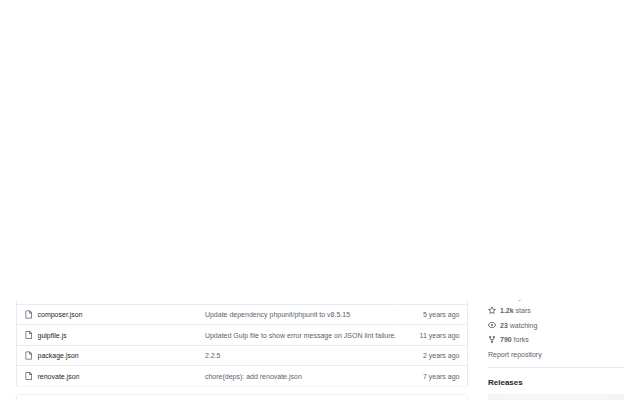 composer.json Update dependency phpunit/phpunit to v8.5.15 5 years ago
gulpfile.js Updated Gulp file to show error message on JSON lint failure. 11 years ago
package.json 2.2.5 2 years ago
renovate.json chore(deps): add renovate.json 7 years ago
1.2k stars
23 watching
790 forks
Report repository
Releases